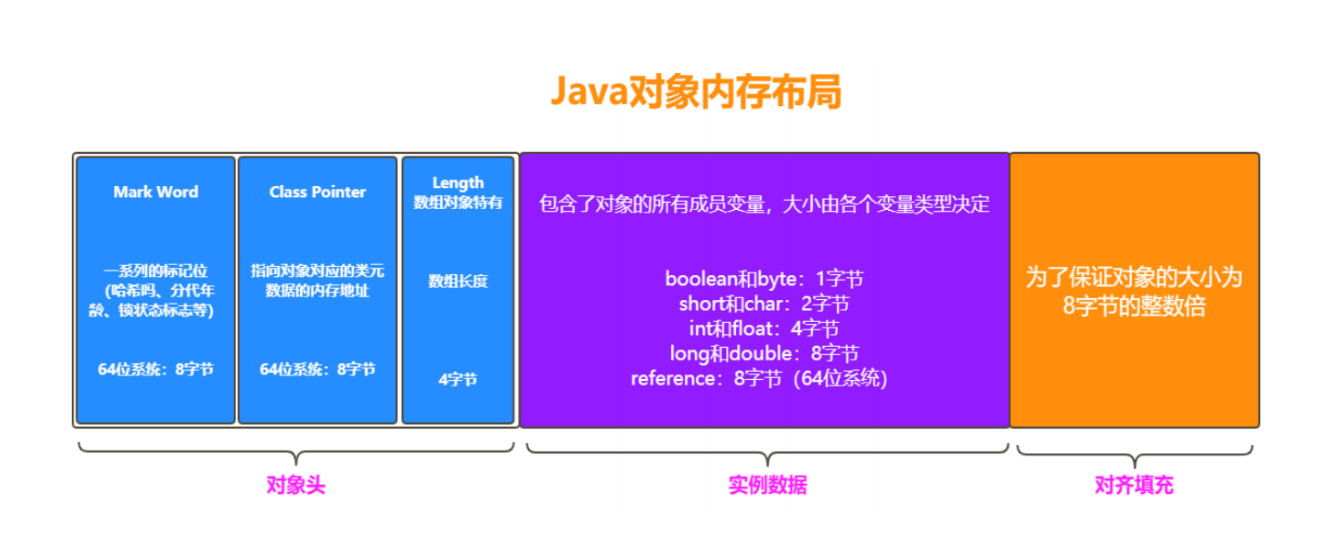 Java对象内存布局
Mark Word
一系列的标记位
(哈希吗、分代年
龄、锁状态标志等)
64位系统：8字节
Class Pointer
指向对象对应的类元
数据的内存地址
64位系统：8字节
Length
数组对象特有
数组长度
4字节
包含了对象的所有成员变量，大小由各个变量类型决定
boolean和byte：1字节
short和char：2字节
int和float：4字节
long和double：8字节
reference：8字节（64位系统）
为了保证对象的大小为
8字节的整数倍
对象头
实例数据
对齐填充